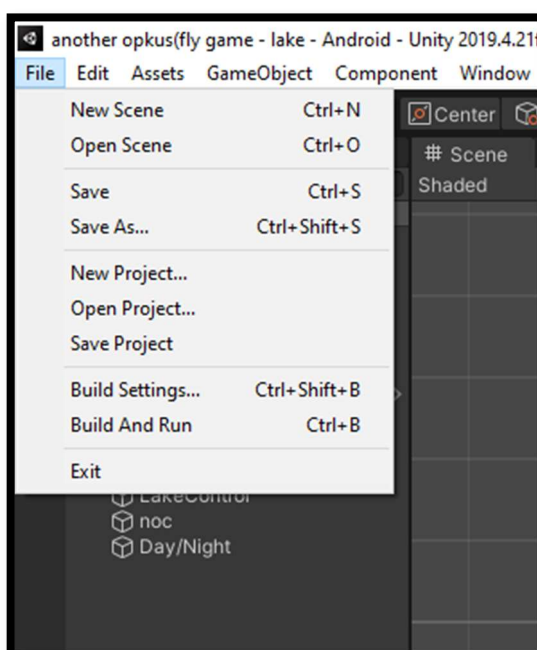 another opkus(fly game - lake - Android - Unity 2019.4.21f
File Edit Assets GameObject Component Window
New Scene Ctrl+N
Open Scene Ctrl+O
Save Ctrl+S
Save As... Ctrl+Shift+S
New Project...
Open Project...
Save Project
Build Settings... Ctrl+Shift+B
Build And Run Ctrl+B
Exit
Center
# Scene
Shaded
LakeControl
noc
Day/Night